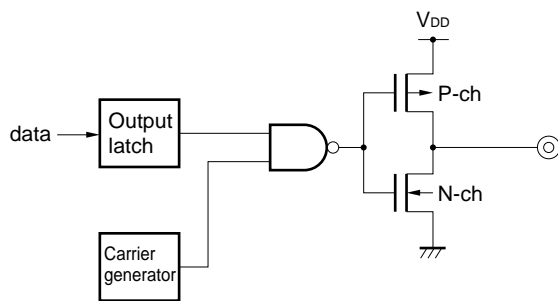 VDD
P-ch
data
Output
latch
N-ch
Carrier
generator